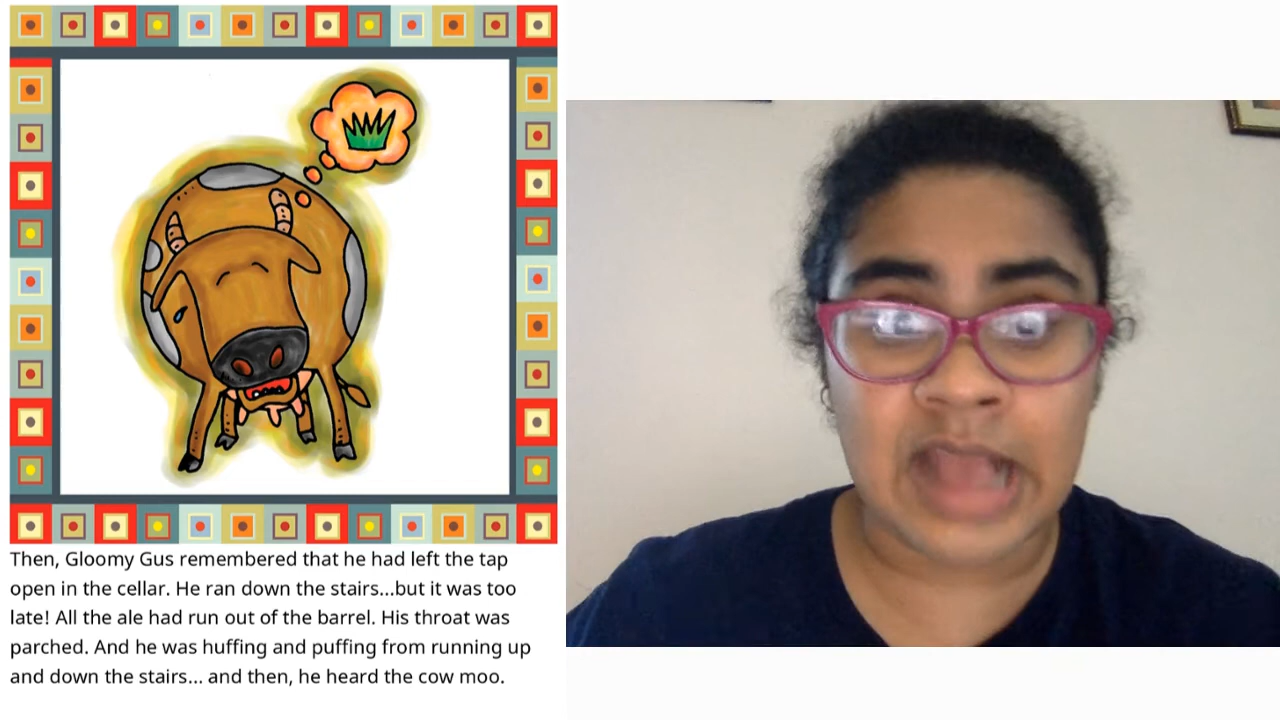 Then, Gloomy Gus remembered that he had left the tap
open in the cellar. He ran down the stairs...but it was too
late! All the ale had run out of the barrel. His throat was
parched. And he was huffing and puffing from running up
and down the stairs... and then, he heard the cow moo.